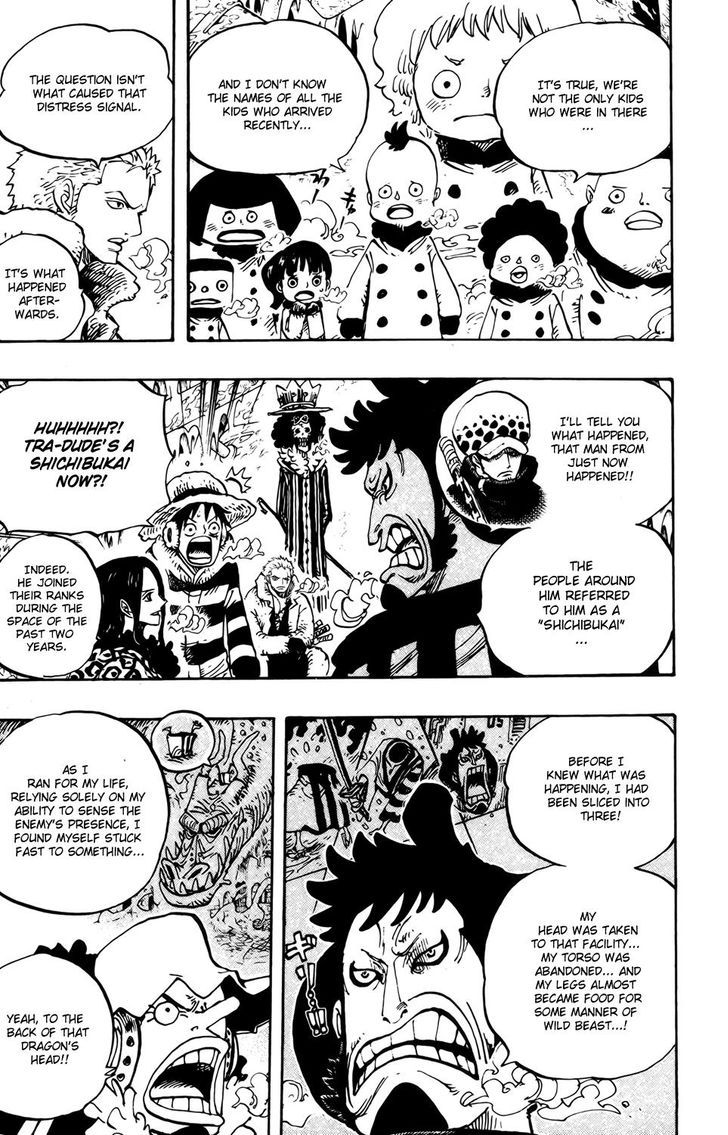 IT'S TRUE, WE'RE
NOT THE ONLY KIDS
WHO WERE IN THERE
...
AND I DON'T KNOW
THE NAMES OF ALL THE
KIDS WHO ARRIVED
RECENTLY...
THE QUESTION ISN'T
WHAT CAUSED THAT
DISTRESS SIGNAL.
IT'S WHAT
HAPPENED
AFTER-
WARDS.
I'LL TELL YOU
WHAT HAPPENED,
THAT MAN FROM
JUST NOW
HAPPENED!!
THE
PEOPLE AROUND
HIM REFERRED
TO HIM AS A
"SHICHIBUKAI"
...
HUHHHHH?!
TRA-DUDE'S A
SHICHIBUKAI
NOW?!
INDEED.
HE JOINED
THEIR RANKS
DURING THE
SPACE OF THE
PAST TWO
YEARS.
BEFORE I
KNEW WHAT WAS
HAPPENING, I HAD
BEEN SLICED INTO
THREE!
MY
HEAD WAS TAKEN
TO THAT FACILITY...
MY TORSO WAS
ABANDONED... AND
MY LEGS ALMOST
BECAME FOOD FOR
SOME MANNER OF
WILD BEAST...!
ギリ
AS I
RAN FOR MY LIFE,
RELYING SOLELY ON MY
ABILITY TO SENSE THE
ENEMY'S PRESENCE, I
FOUND MYSELF STUCK
FAST TO SOMETHING...
YEAH, TO THE
BACK OF THAT
DRAGON'S
HEAD!!